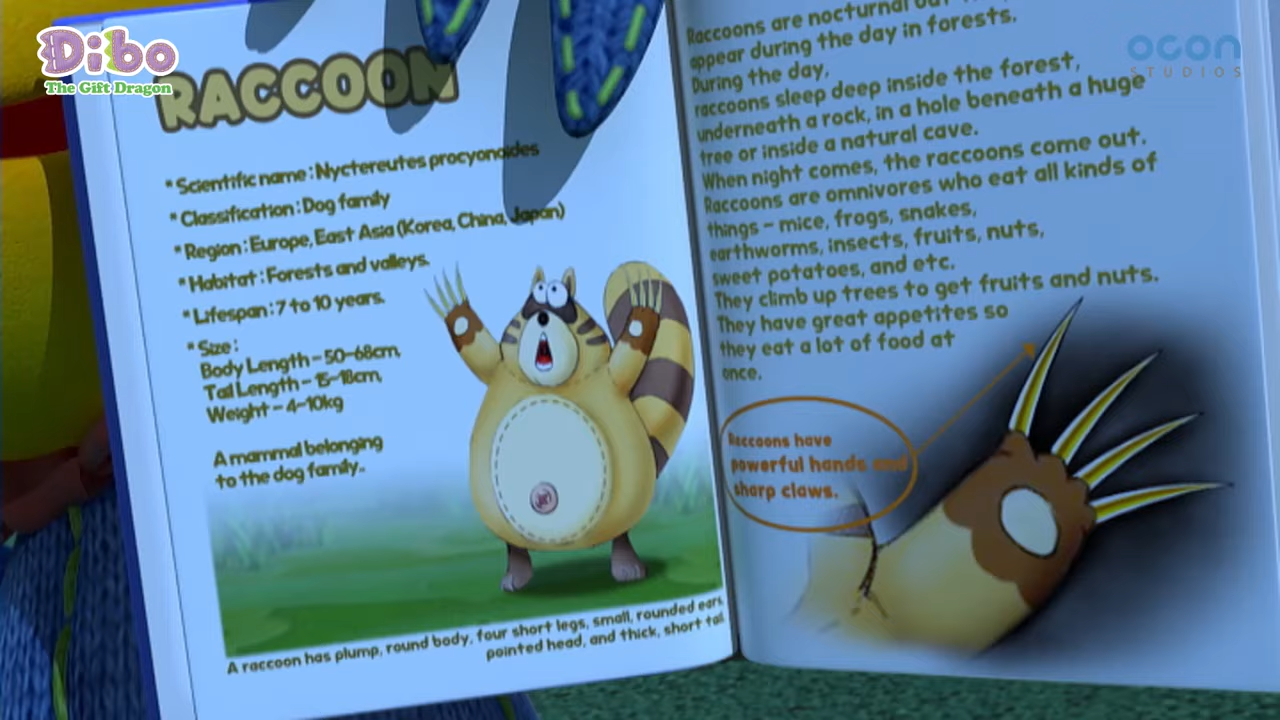 Dibo
The Gift Dragon
ocon
STUDIOS
RACCOON
* Scientific name : Nyctereutes procyonoides
* Classification : Dog family
* Region : Europe, East Asia (Korea, China, Japan)
* Habitat : Forests and valleys.
* Lifespan : 7 to 10 years.
* Size :
Body Length - 50-68cm,
Tail Length - 15-18cm,
Weight - 4-10kg
A mammal belonging
to the dog family..
A raccoon has plump, round body, four short legs, small, rounded ears,
pointed head, and thick, short tail.
Raccoons are nocturnal but
appear during the day in forests.
During the day,
raccoons sleep deep inside the forest,
underneath a rock, in a hole beneath a huge
tree or inside a natural cave.
When night comes, the raccoons come out.
Raccoons are omnivores who eat all kinds of
things - mice, frogs, snakes,
earthworms, insects, fruits, nuts,
sweet potatoes, and etc.
They climb up trees to get fruits and nuts.
They have great appetites so
they eat a lot of food at
once.
Raccoons have
powerful hands and
sharp claws.